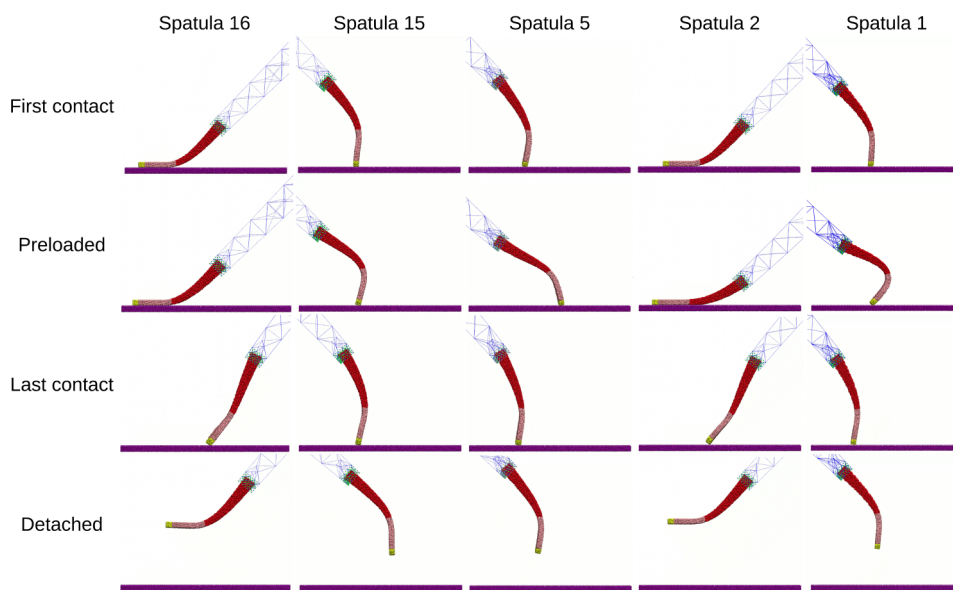 Spatula 16 Spatula 15 Spatula 5 Spatula 2 Spatula 1
First contact
Preloaded
Last contact
Detached